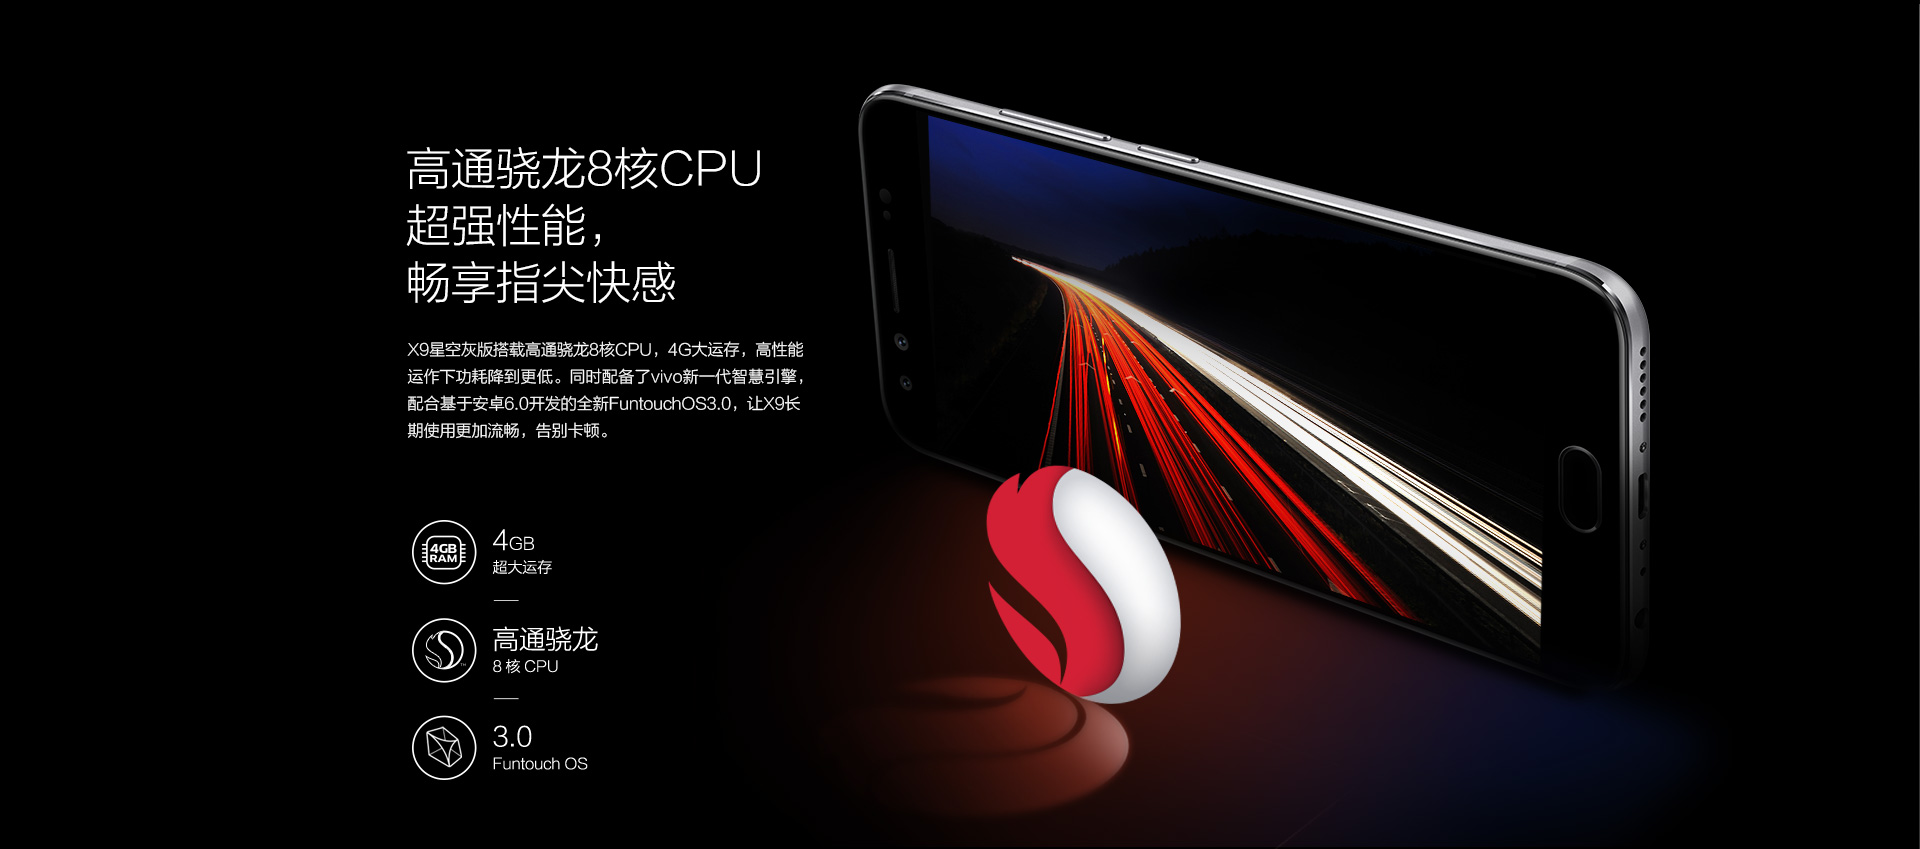 高通骁龙8核CPU
超强性能，
畅享指尖快感
X9星空灰版搭载高通骁龙8核CPU，4G大运存，高性能
运作下功耗降到更低。同时配备了vivo新一代智慧引擎，
配合基于安卓6.0开发的全新FuntouchOS3.0，让X9长
期使用更加流畅，告别卡顿。
4GB
RAM
4GB
超大运存
高通骁龙
8 核 CPU
3.0
Funtouch OS